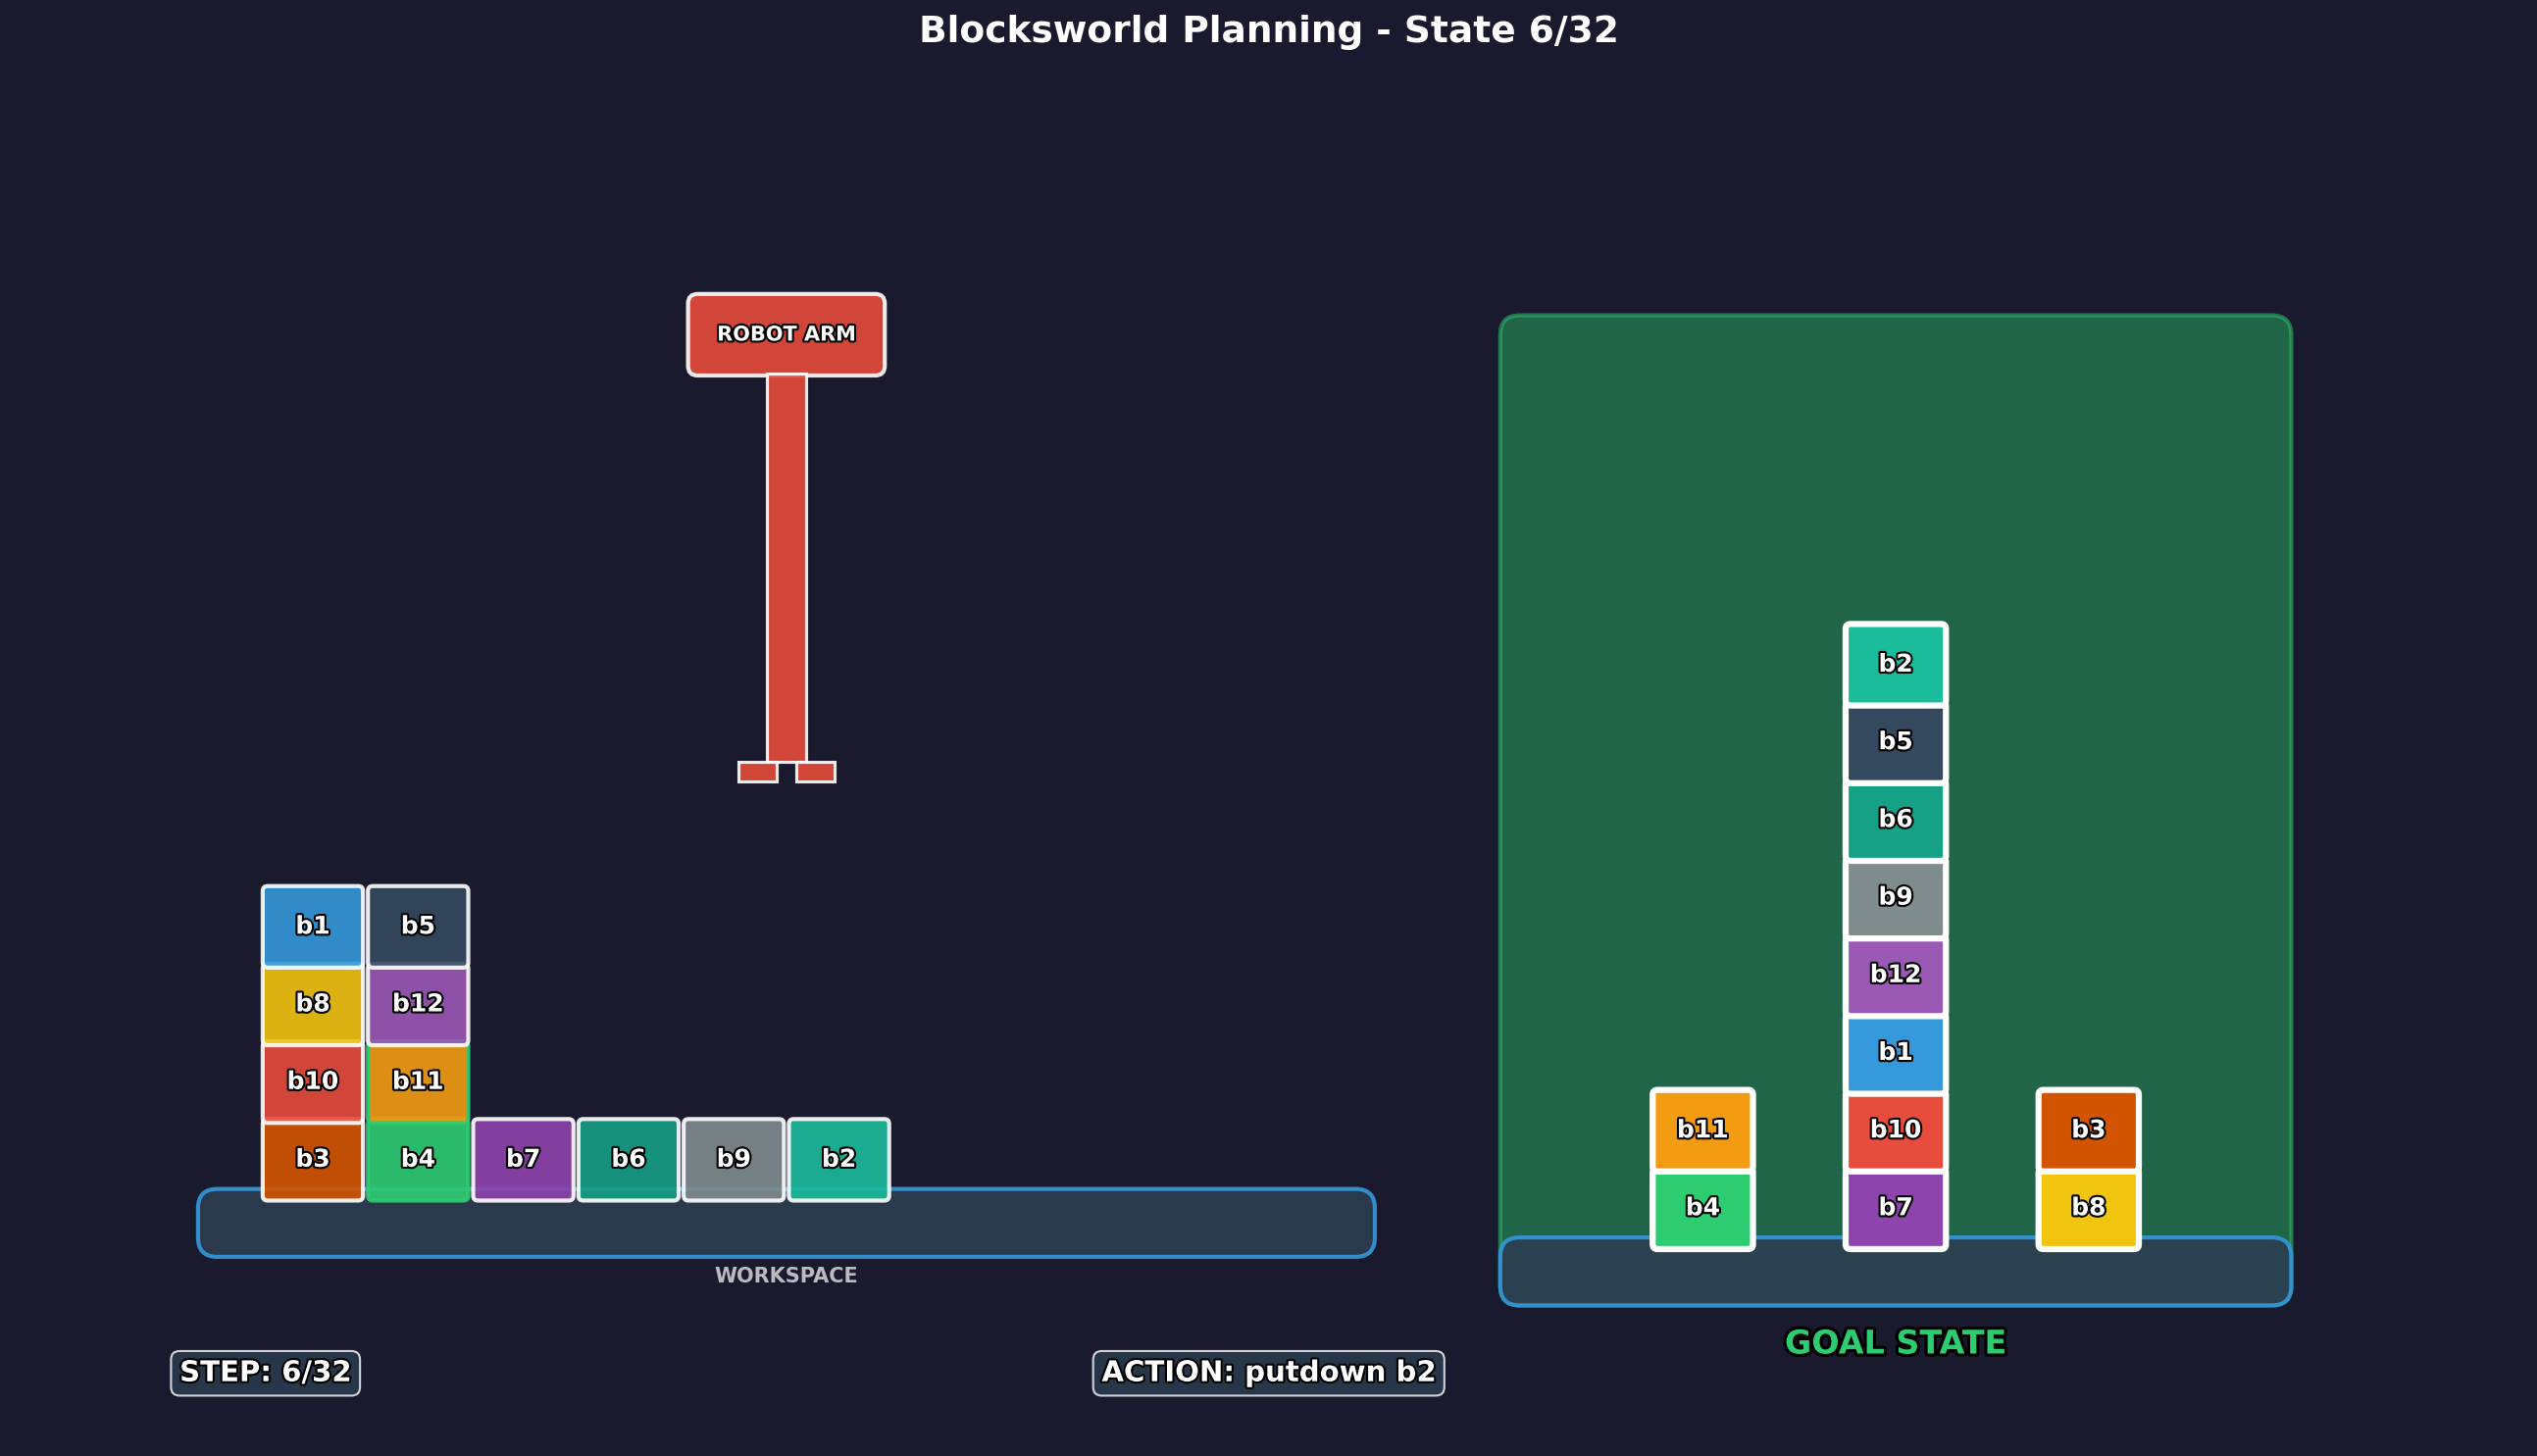 Blocksworld Planning - State 6/32
ROBOT ARM
b1 b5
b8 b12
b10 b11
b3 b4 b7 b6 b9 b2
WORKSPACE
b2
b5
b6
b9
b12
b1
b11 b10 b3
b4 b7 b8
GOAL STATE
STEP: 6/32
ACTION: putdown b2